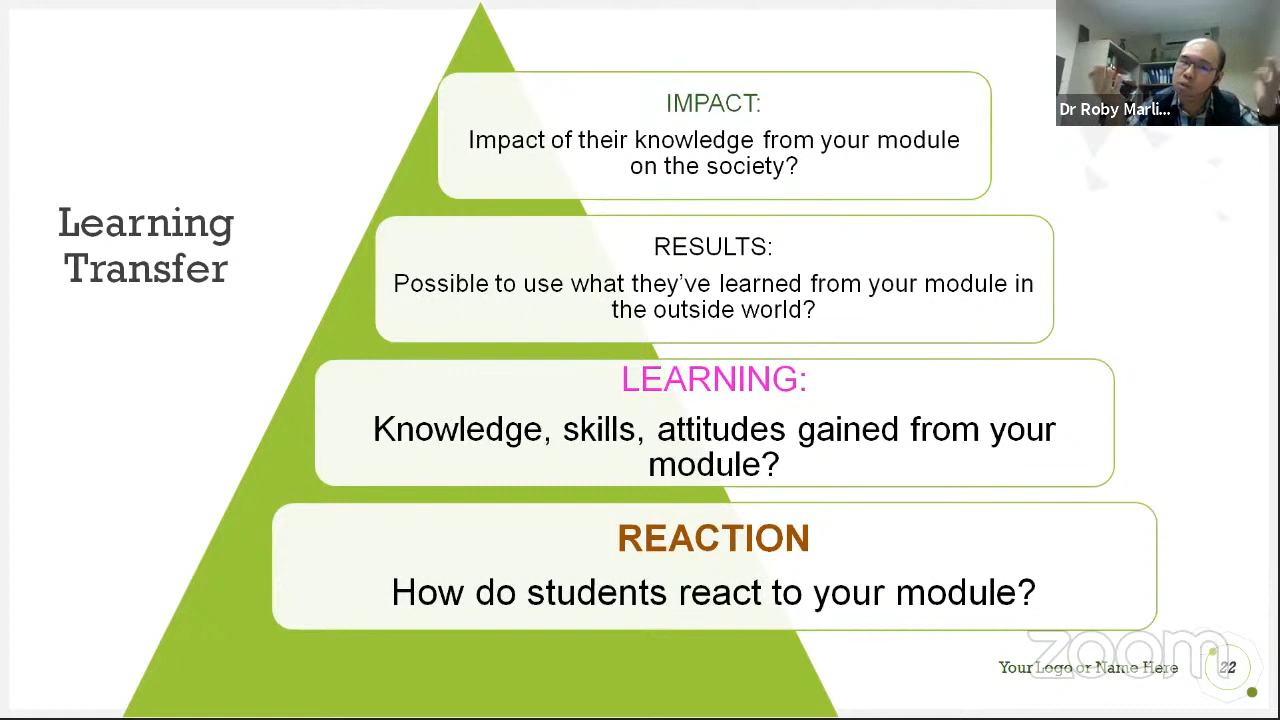 Learning
Transfer
IMPACT:
Impact of their knowledge from your module
on the society?
RESULTS:
Possible to use what they’ve learned from your module in
the outside world?
LEARNING:
Knowledge, skills, attitudes gained from your
module?
REACTION
How do students react to your module?
Dr Roby Marli...
Your Logo or Name Here
22
zoom